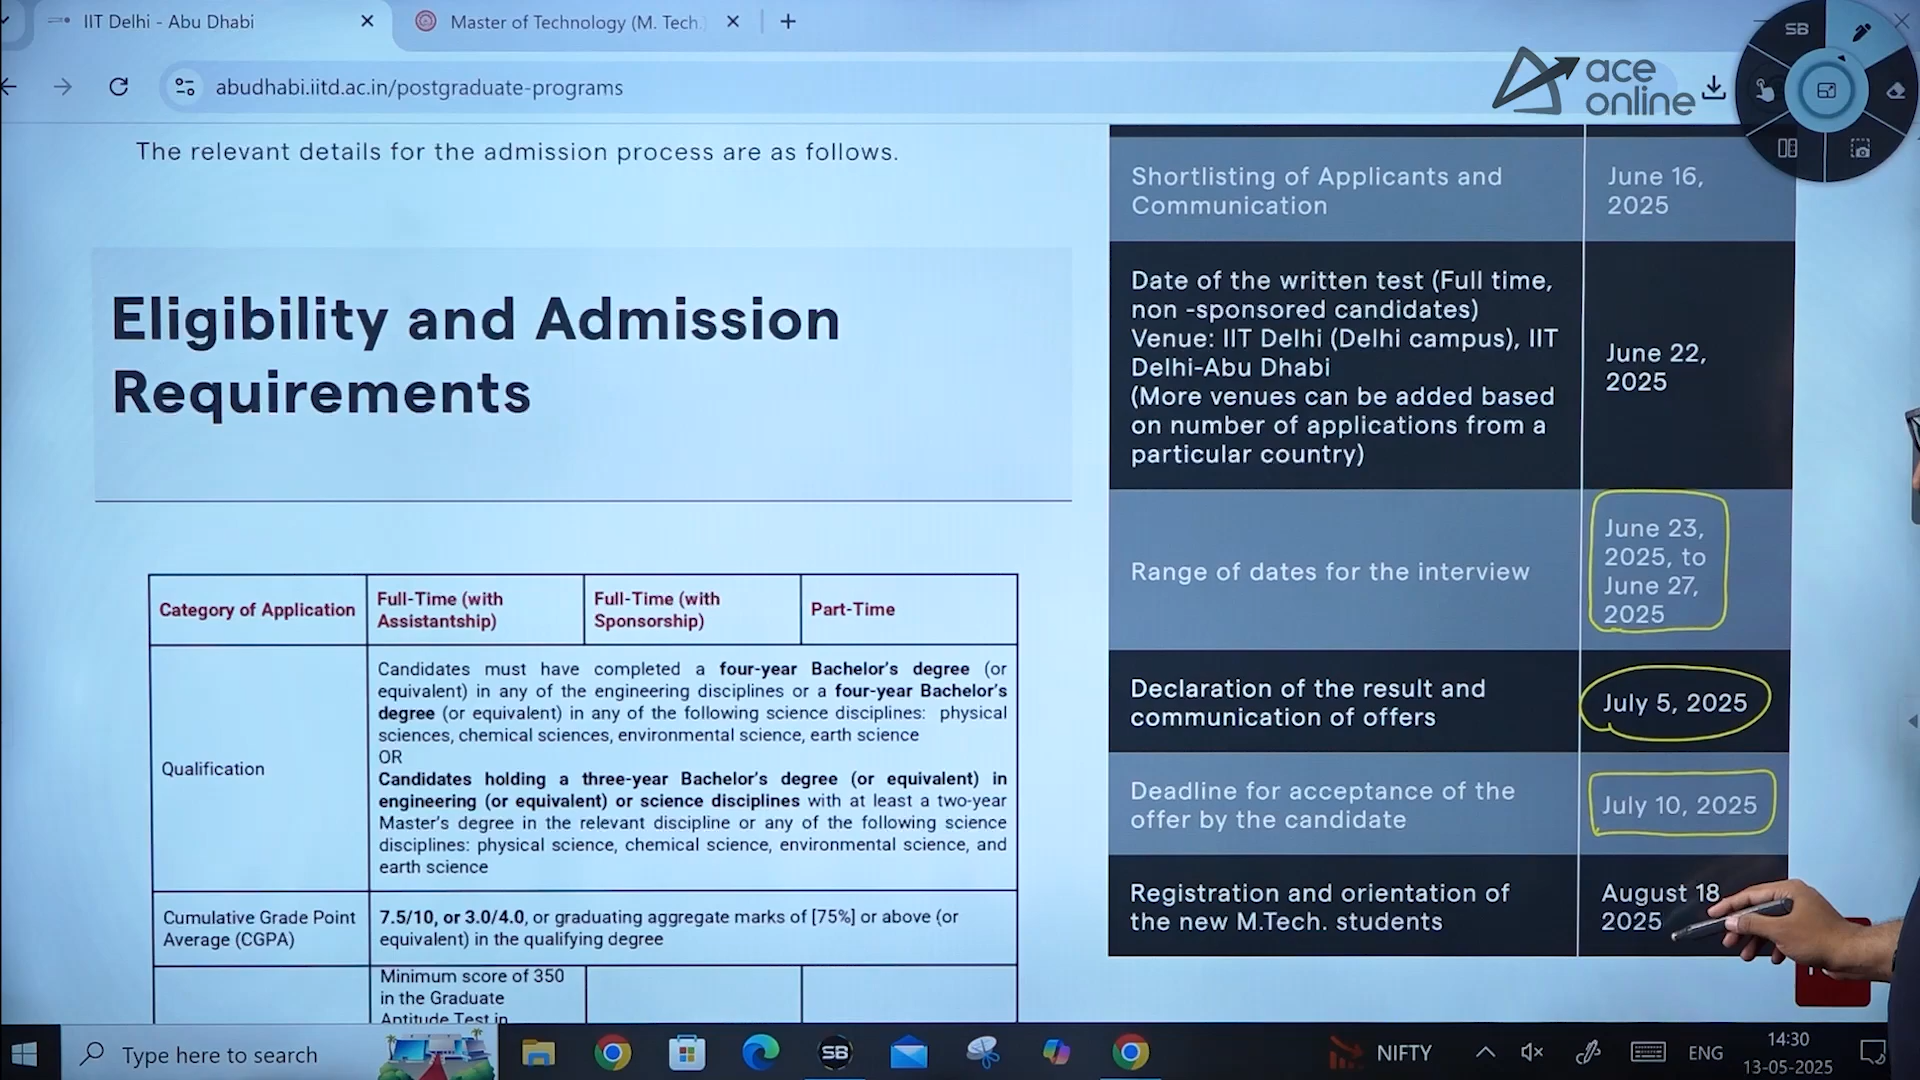 IIT Delhi - Abu Dhabi
Master of Technology (M. Tech.
abudhabi.iitd.ac.in/postgraduate-programs
ace
online
SB
The relevant details for the admission process are as follows.
Eligibility and Admission
Requirements
Category of Application
Full-Time (with
Assistantship)
Full-Time (with
Sponsorship)
Part-Time
Qualification
Candidates must have completed a four-year Bachelor's degree (or
equivalent) in any of the engineering disciplines or a four-year Bachelor's
degree (or equivalent) in any of the following science disciplines: physical
sciences, chemical sciences, environmental science, earth science
OR
Candidates holding a three-year Bachelor's degree (or equivalent) in
engineering (or equivalent) or science disciplines with at least a two-year
Master's degree in the relevant discipline or any of the following science
disciplines: physical science, chemical science, environmental science, and
earth science
Cumulative Grade Point
Average (CGPA)
7.5/10, or 3.0/4.0, or graduating aggregate marks of [75%] or above (or
equivalent) in the qualifying degree
Minimum score of 350
in the Graduate
Aptitude Test in
Shortlisting of Applicants and
Communication
June 16,
2025
Date of the written test (Full time,
non -sponsored candidates)
Venue: IIT Delhi (Delhi campus), IIT
Delhi-Abu Dhabi
(More venues can be added based
on number of applications from a
particular country)
June 22,
2025
Range of dates for the interview
June 23,
2025, to
June 27,
2025
Declaration of the result and
communication of offers
July 5, 2025
Deadline for acceptance of the
offer by the candidate
July 10, 2025
Registration and orientation of
the new M.Tech. students
August 18
2025
Type here to search
SB
NIFTY
ENG
14:30
13-05-2025